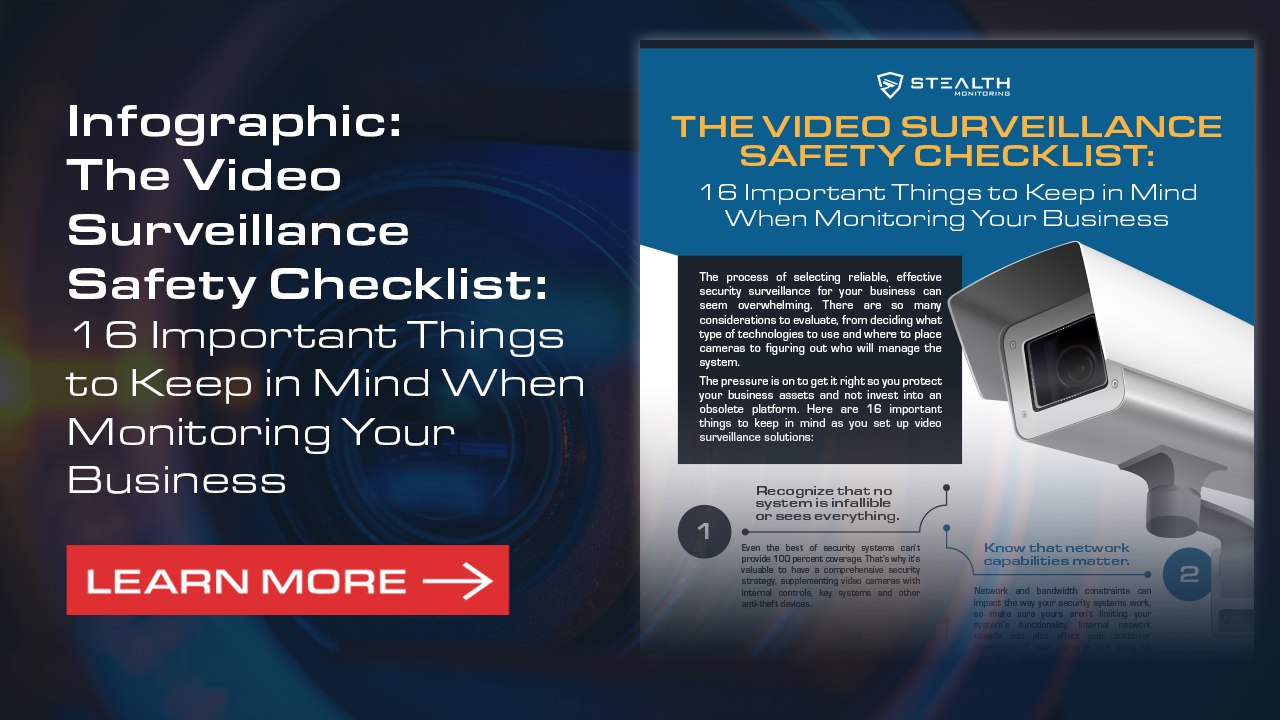 Infographic:
The Video
Surveillance
Safety Checklist:
16 Important Things
to Keep in Mind When
Monitoring Your
Business
LEARN MORE
STEALTH
MONITORING
THE VIDEO SURVEILLANCE
SAFETY CHECKLIST:
16 Important Things to Keep in Mind
When Monitoring Your Business
The process of selecting reliable, effective
security surveillance for your business can
seem overwhelming. There are so many
considerations to evaluate, from deciding what
type of technologies to use and where to place
cameras to figuring out who will manage the
system.
The pressure is on to get it right so you protect
your business assets and not invest into an
obsolete platform. Here are 16 important
things to keep in mind as you set up video
surveillance solutions:
1
Recognize that no
system is infallible
or sees everything.
Even the best of security systems can't
provide 100 percent coverage. That's why it's
valuable to have a comprehensive security
strategy, supplementing video cameras with
internal controls, key systems and other
anti-theft devices.
Know that network
capabilities matter.
2
Network and bandwidth constraints can
impact the way your security systems work,
so make sure yours aren't limiting your
system's functionality. Internal network
speeds can also affect your customer